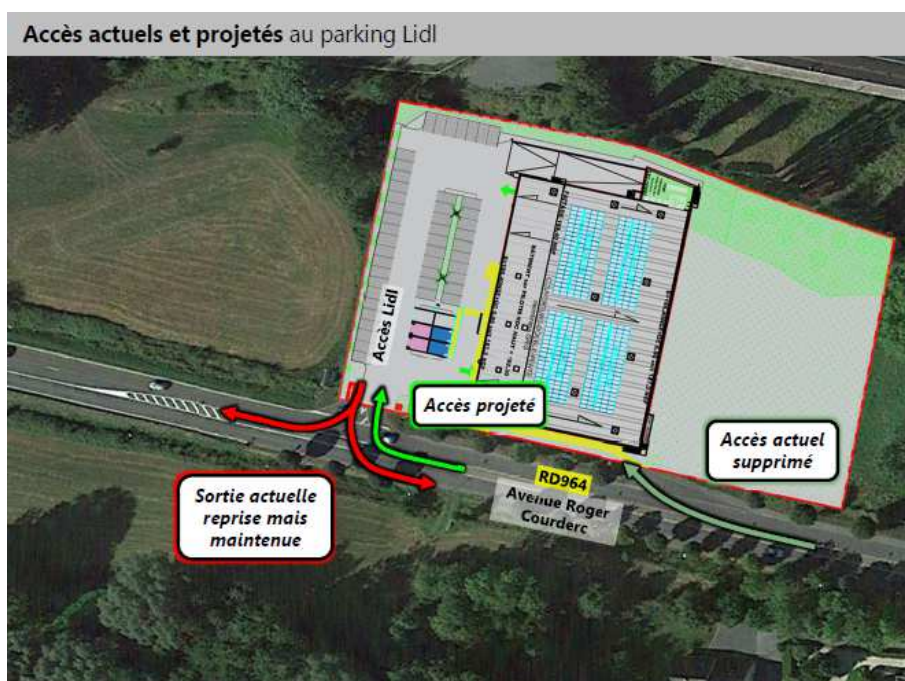 Accès actuels et projetés au parking Lidl
Accès Lidl
Accès projeté
Accès actuel
supprimé
RD964
Avenue Roger
Courderc
Sortie actuelle
reprise mais
maintenue